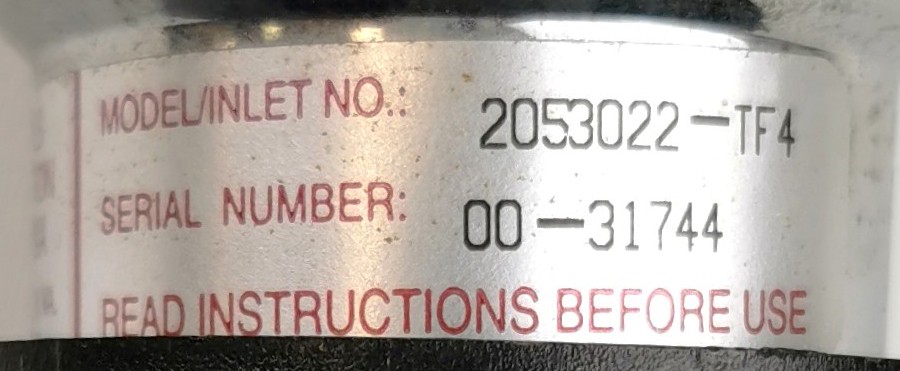 MODEL/INLET NO.: 2053022-TF4
SERIAL NUMBER: 00-31744
READ INSTRUCTIONS BEFORE USE